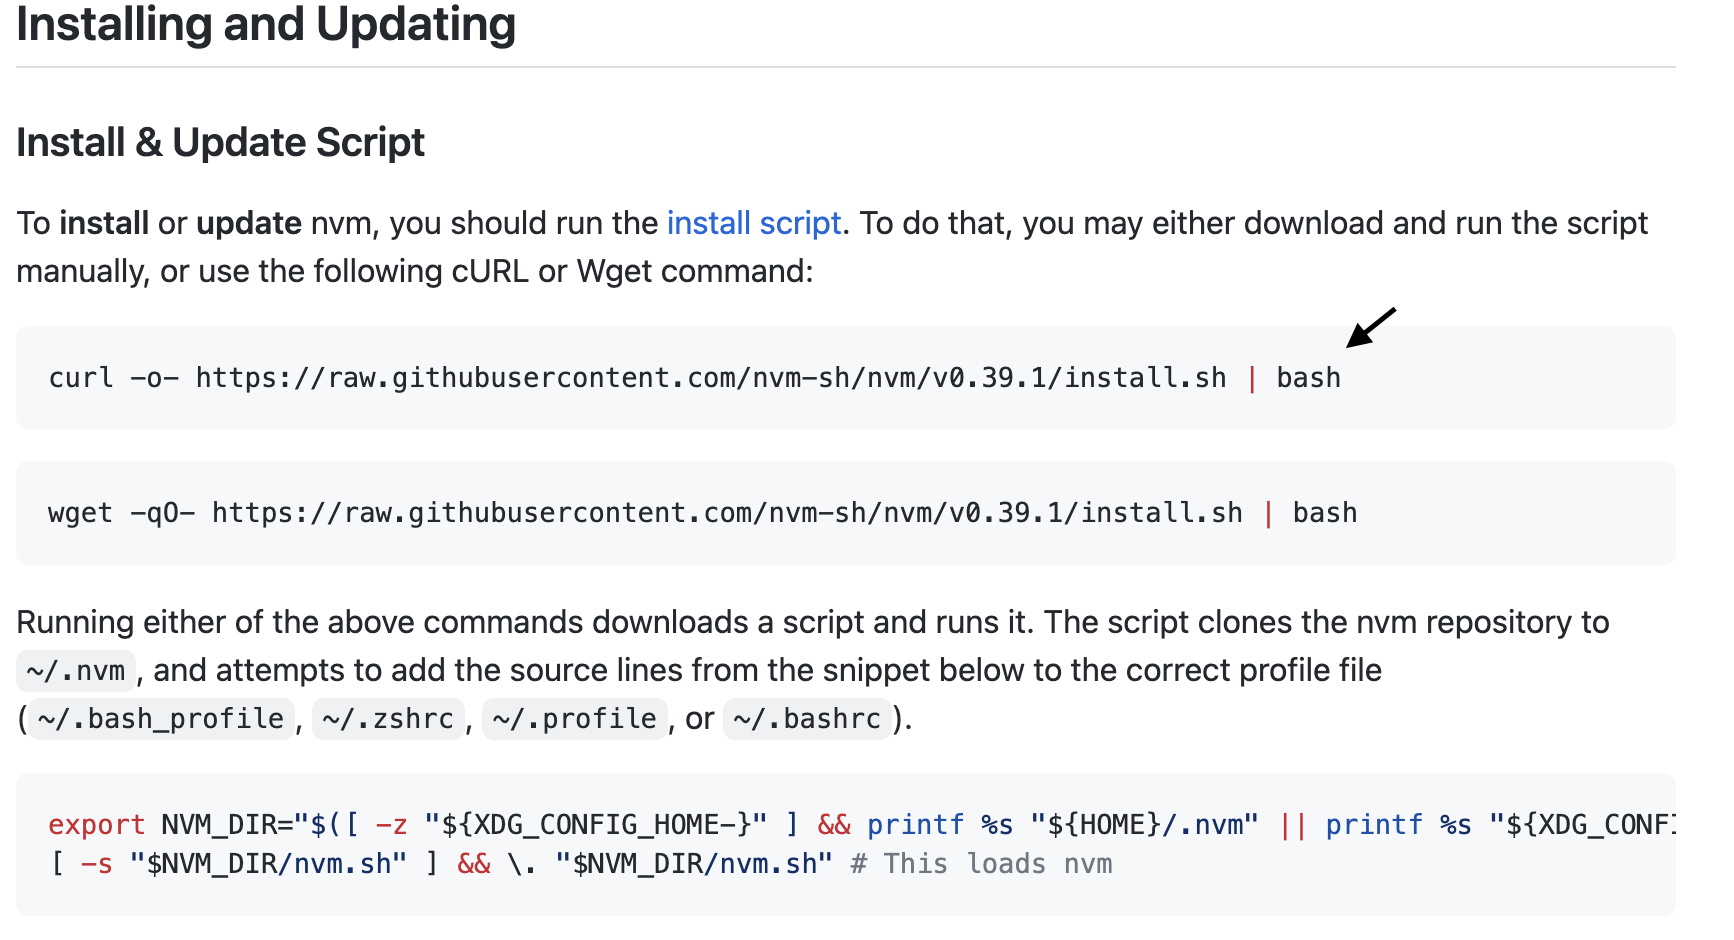 Installing and Updating
Install & Update Script
To install or update nvm, you should run the install script. To do that, you may either download and run the script
manually, or use the following cURL or Wget command:
curl -o- https://raw.githubusercontent.com/nvm-sh/nvm/v0.39.1/install.sh | bash
wget -qO- https://raw.githubusercontent.com/nvm-sh/nvm/v0.39.1/install.sh | bash
Running either of the above commands downloads a script and runs it. The script clones the nvm repository to
~/.nvm, and attempts to add the source lines from the snippet below to the correct profile file
(~/.bash_profile, ~/.zshrc, ~/.profile, or ~/.bashrc).
export NVM_DIR="$([ -z "${XDG_CONFIG_HOME-}" ] && printf %s "${HOME}/.nvm" || printf %s "${XDG_CONFI
[ -s "$NVM_DIR/nvm.sh" ] && \. "$NVM_DIR/nvm.sh" # This loads nvm